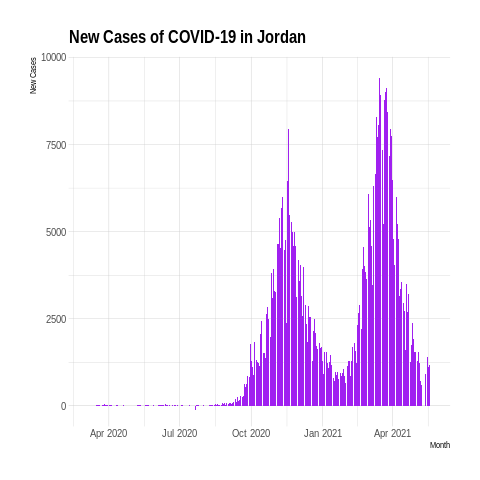 New Cases of COVID-19 in Jordan
New Cases
10000
7500
5000
2500
0
Apr 2020 Jul 2020 Oct 2020 Jan 2021 Apr 2021
Month